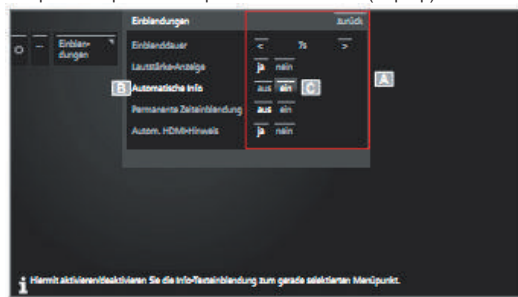 Einblendungen zurück
... Einblen-
dungen
Einblenddauer < 7s >
Lautstärke-Anzeige ja nein
B Automatische Info aus ein C A
Permanente Zeiteinblendung aus ein
Autom. HDMI-Hinweis ja nein
i Hiermit aktivieren/deaktivieren Sie die Info-Texteinblendung zum gerade selektierten Menüpunkt.